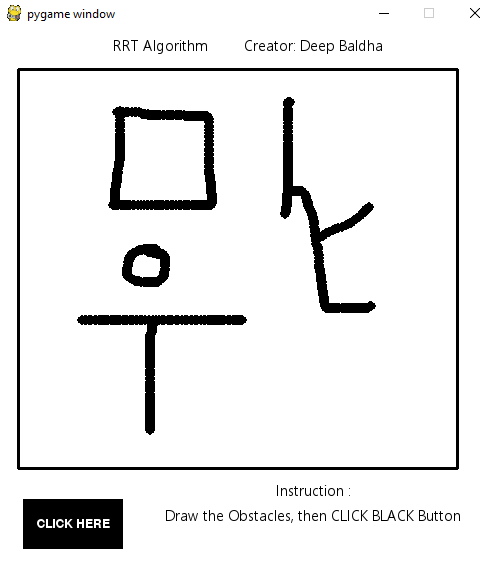 pygame window
RRT Algorithm Creator: Deep Baldha
CLICK HERE
Instruction :
Draw the Obstacles, then CLICK BLACK Button